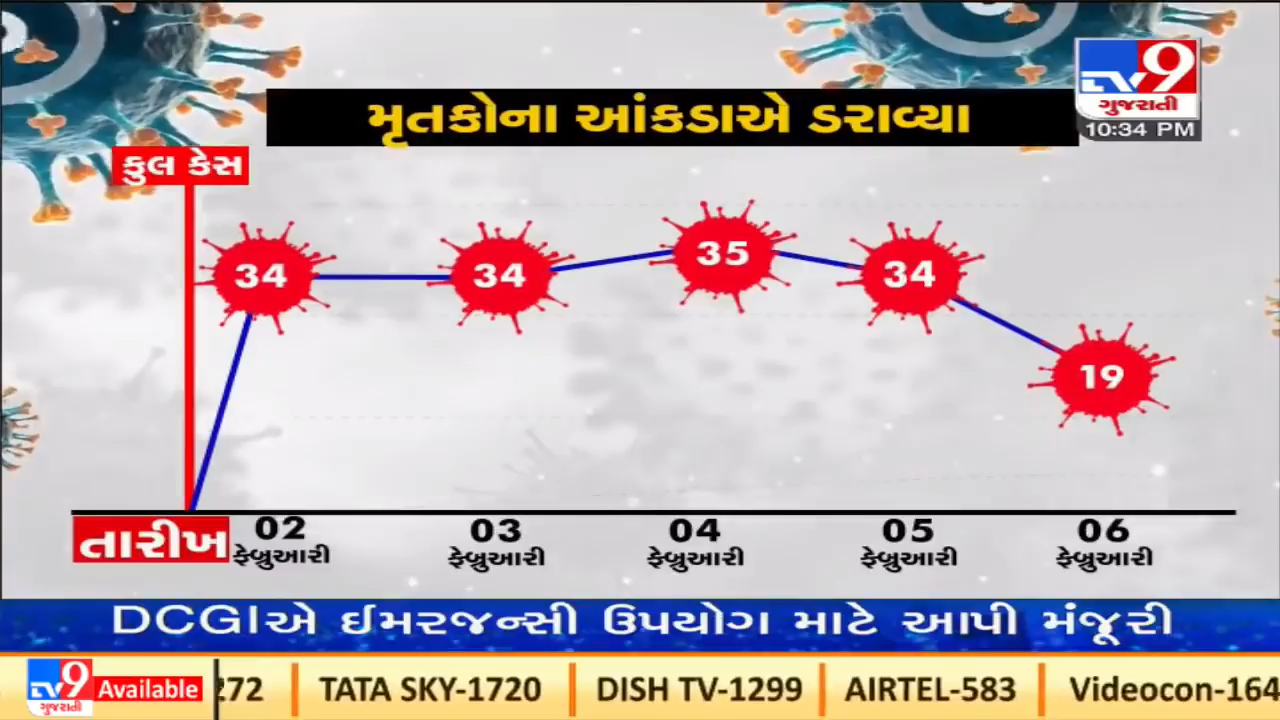 મૃતકોના આંકડાએ ડરાવ્યા
TV9
ગુજરાતી
10:34 PM
કુલ કેસ
34
34
35
34
19
તારીખ
02
ફેબ્રુઆરી
03
ફેબ્રુઆરી
04
ફેબ્રુઆરી
05
ફેબ્રુઆરી
06
ફેબ્રુઆરી
DCGIએ ઈમરજન્સી ઉપયોગ માટે આપી મંજૂરી
TV9
ગુજરાતી
Available
272 TATA SKY-1720 DISH TV-1299 AIRTEL-583 Videocon-164